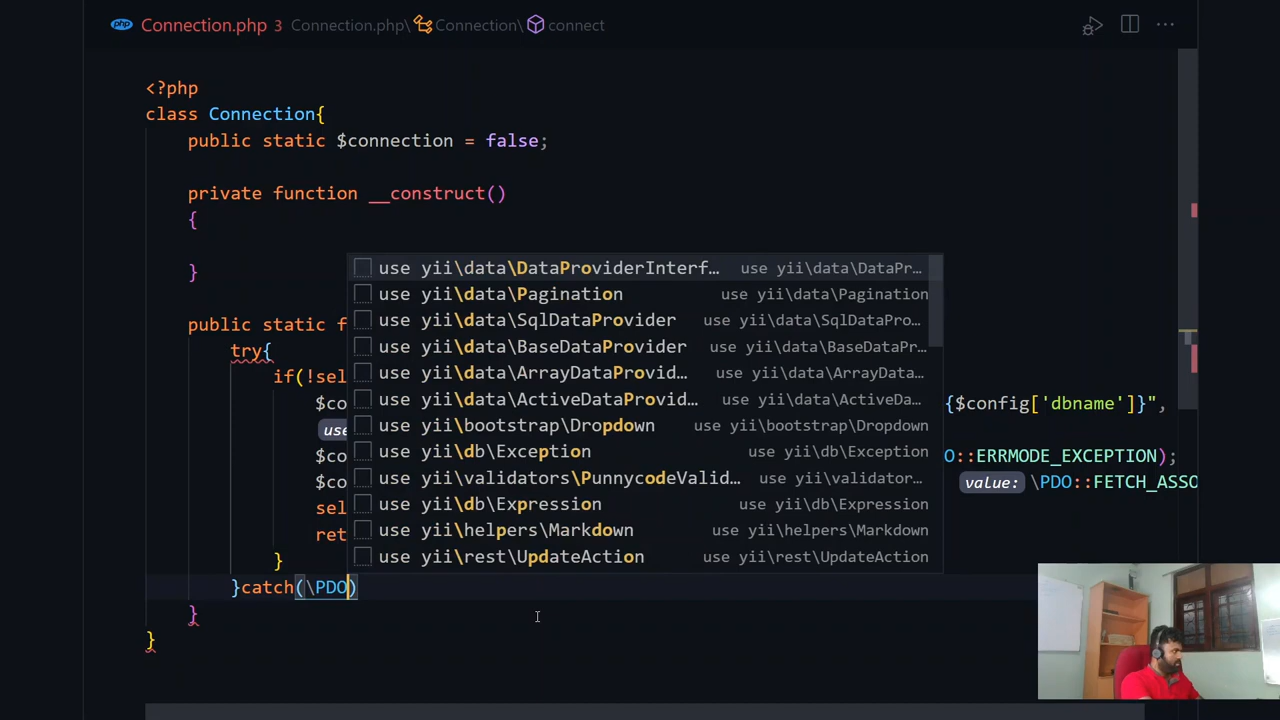 php Connection.php 3 Connection.php\ Connection\ connect ...
<?php
class Connection{
public static $connection = false;
private function __construct()
{
}
use yii\data\DataProviderInterf… use yii\data\DataPr…
use yii\data\Pagination use yii\data\Pagination
public static f
use yii\data\SqlDataProvider use yii\data\SqlDataPro…
try{
use yii\data\BaseDataProvider use yii\data\BaseDataPr…
if(!sel
use yii\data\ArrayDataProvid… use yii\data\ArrayData…
$co
use yii\data\ActiveDataProvid… use yii\data\ActiveDa…
{$config['dbname']}",
use
use yii\bootstrap\Dropdown use yii\bootstrap\Dropdown
$co
use yii\db\Exception use yii\db\Exception
O::ERRMODE_EXCEPTION);
$co
use yii\validators\PunnycodeValid… use yii\validator…
value: \PDO::FETCH_ASSO
sel
use yii\db\Expression use yii\db\Expression
ret
use yii\helpers\Markdown use yii\helpers\Markdown
}
use yii\rest\UpdateAction use yii\rest\UpdateAction
}catch(\PDO)
}
}